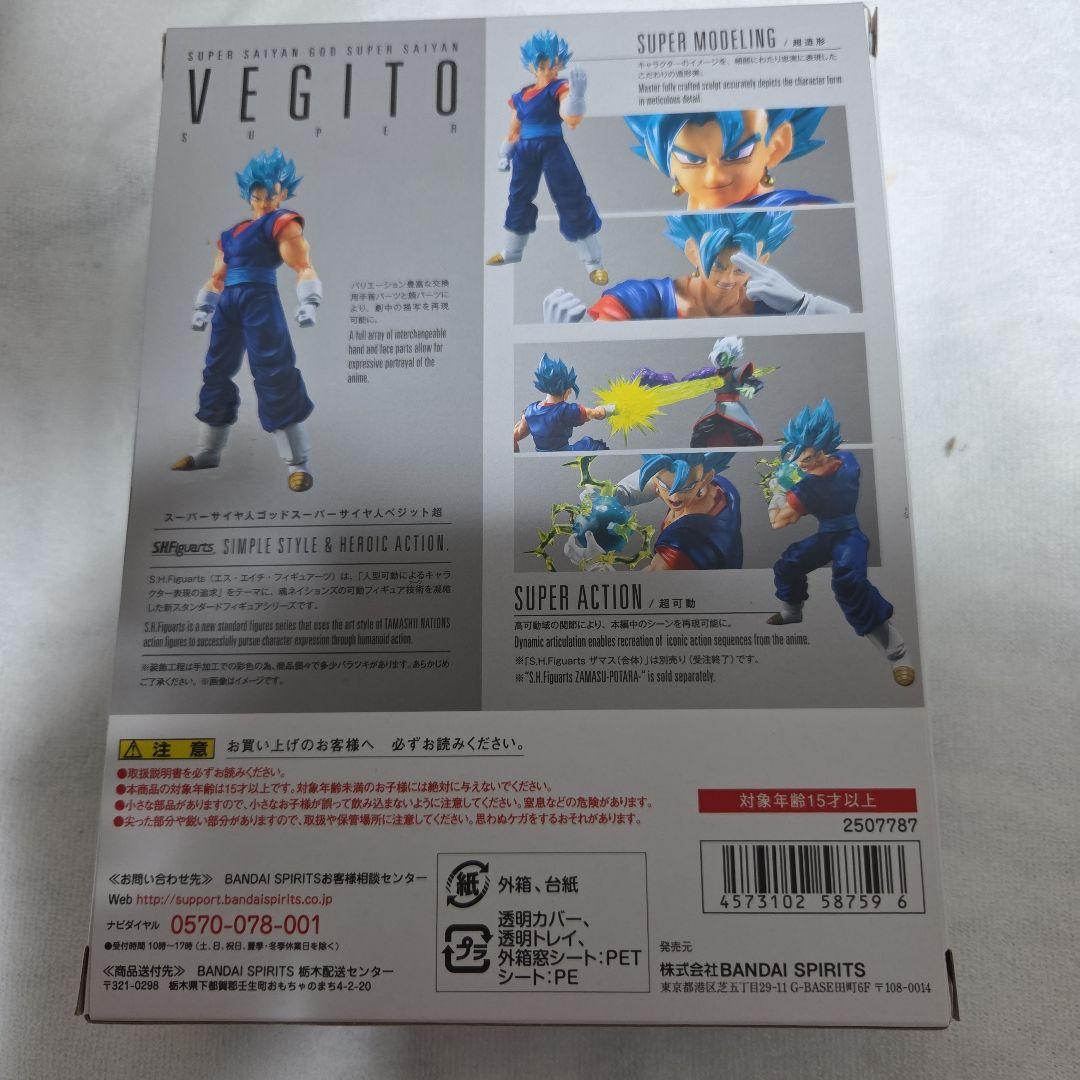 SUPER SAIYAN GOD SUPER SAIYAN
VEGITO
SUPER
バリエーション豊富な交換
用手首パーツと顔パーツに
より、劇中の描写を再現
可能に。
A full array of interchangeable
hand and face parts allow for
expressive portrayal of the
anime.
スーパーサイヤ人ゴッドスーパーサイヤ人ベジット超
S.H.Figuarts SIMPLE STYLE & HEROIC ACTION.
「S.H.Figuarts（エス・エイチ・フィギュアーツ）は、「人型可動によるキャラ
クター表現の追求」をテーマに、魂ネイションズの可動フィギュア技術を凝縮
した新スタンダードフィギュアシリーズです。
S.H.Figuarts is a new standard figures series that uses the art style of TAMASHII NATIONS
action figures to successfully pursue character expression through humanoid action.
※装飾工程は手加工での彩色の為、商品個々で多少バラツキがあります。あらかじめ
ご了承ください。※画像はイメージです。
SUPER MODELING / 超造形
キャラクターのイメージを、細部にわたり忠実に表現した
こだわりの造形美。
Master fully crafted sculpt accurately depicts the character form
in meticulous detail.
SUPER ACTION / 超可動
高可動域の関節により、本編中のシーンを再現可能に。
Dynamic articulation enables recreation of iconic action sequences from the anime.
※「S.H.Figuarts ザマス(合体)」は別売り（受注終了）です。
※"S.H.Figuarts ZAMASU-POTARA-" is sold separately.
注意 お買い上げのお客様へ 必ずお読みください。
●取扱説明書を必ずお読みください。
●本商品の対象年齢は15才以上です。対象年齢未満のお子様には絶対に与えないでください。
●小さな部品がありますので、小さなお子様が誤って飲み込まないように注意してください。窒息などの危険があります。
●尖った部分や鋭い部分がありますので、取扱や保管場所に注意してください。思わぬケガをするおそれがあります。
対象年齢15才以上
2507787
4573102 58759 6
≪お問い合わせ先≫ BANDAI SPIRITSお客様相談センター
Web http://support.bandaispirits.co.jp
ナビダイヤル 0570-078-001
●受付時間 10時〜17時（土、日、祝日、夏季・冬季休業日を除く）
≪商品送付先≫ BANDAI SPIRITS 栃木配送センター
〒321-0298 栃木県下都賀郡壬生町おもちゃのまち4-2-20
紙 外箱、台紙
プラ 透明カバー、
透明トレイ、
外箱窓シート:PET
シート:PE
発売元
株式会社BANDAI SPIRITS
東京都港区芝五丁目29-11 G-BASE田町6F 〒108-0014